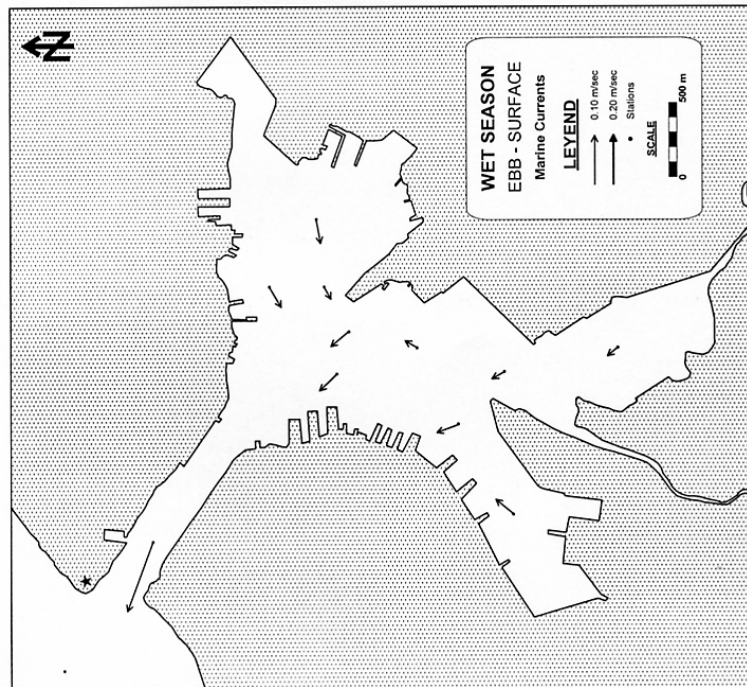 N
WET SEASON
EBB - SURFACE
Marine Currents
LEYEND
0.10 m/sec
0.20 m/sec
Stations
SCALE
0 500 m